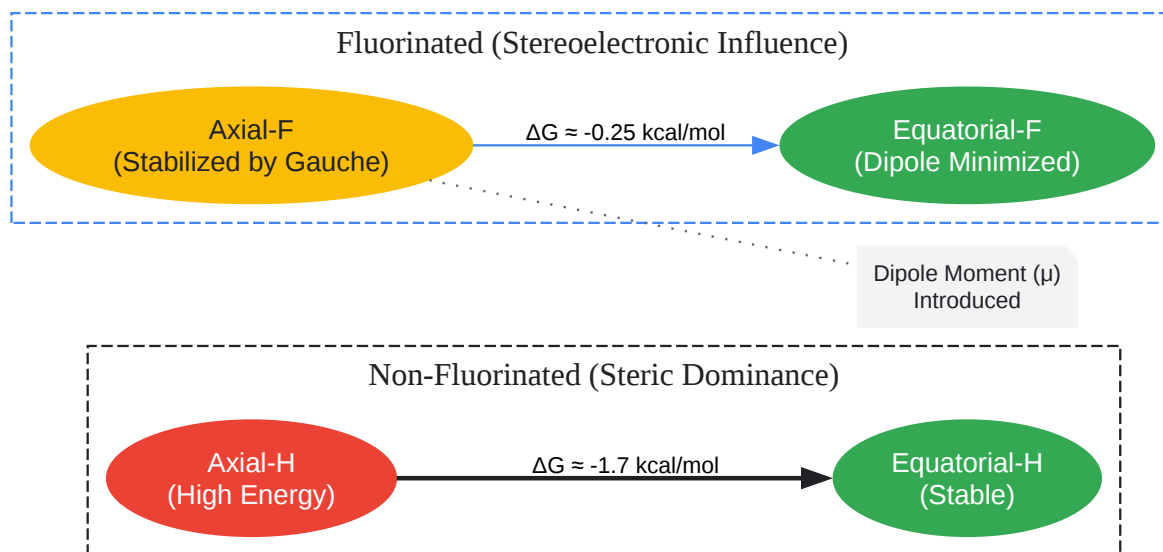 Fluorinated (Stereoelectronic Influence)
Axial-F
(Stabilized by Gauche)
ΔG ≈ -0.25 kcal/mol
Equatorial-F
(Dipole Minimized)
Dipole Moment (μ)
Introduced
Non-Fluorinated (Steric Dominance)
Axial-H
(High Energy)
ΔG ≈ -1.7 kcal/mol
Equatorial-H
(Stable)